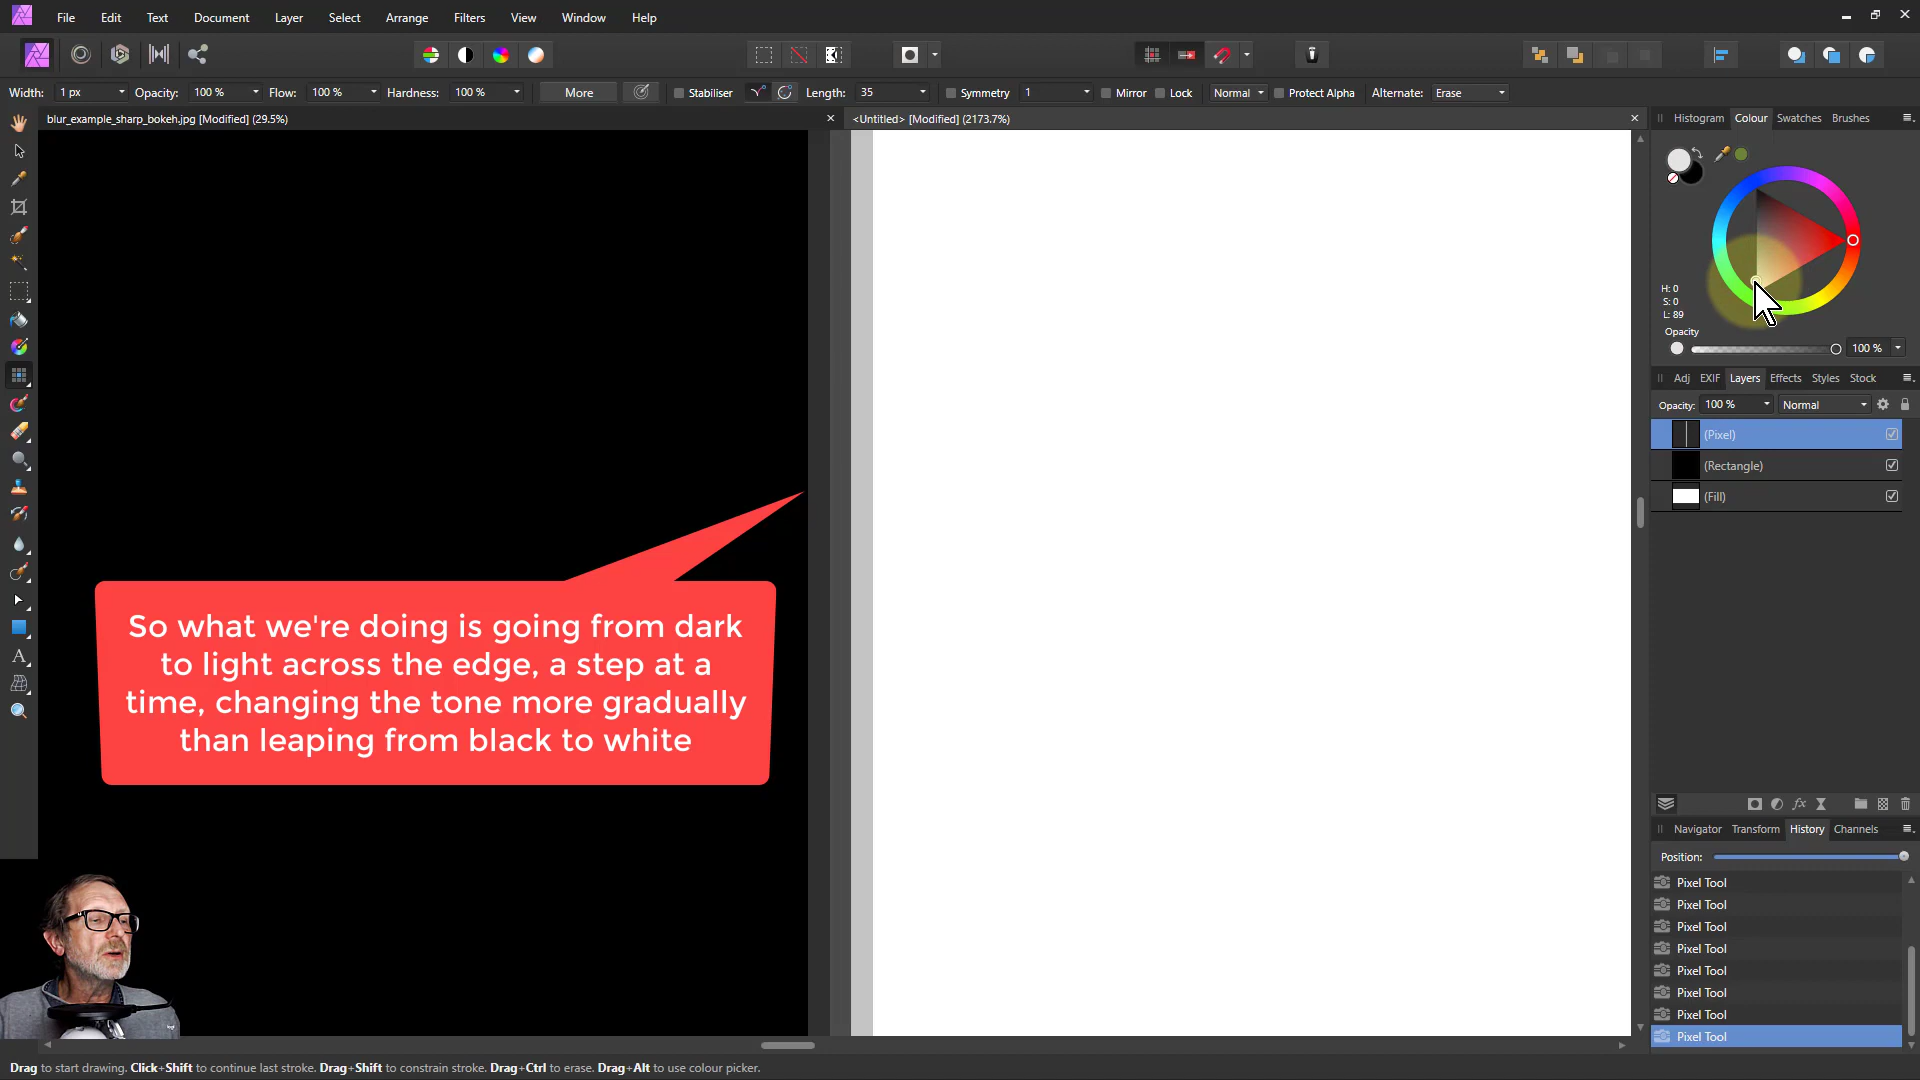 File Edit Text Document Layer Select Arrange Filters View Window Help
Width: 1 px Opacity: 100 % Flow: 100 % Hardness: 100 % More Stabiliser Length: 35 Symmetry 1 Mirror Lock Normal Protect Alpha Alternate: Erase
blur_example_sharp_bokeh.jpg [Modified] (29.5%)
<Untitled> [Modified] (2173.7%)
Histogram Colour Swatches Brushes
H: 0
S: 0
L: 89
Opacity
100 %
Adj EXIF Layers Effects Styles Stock
Opacity: 100 % Normal
(Pixel)
(Rectangle)
(Fill)
So what we're doing is going from dark
to light across the edge, a step at a
time, changing the tone more gradually
than leaping from black to white
fx
Navigator Transform History Channels
Position:
Pixel Tool
Pixel Tool
Pixel Tool
Pixel Tool
Pixel Tool
Pixel Tool
Pixel Tool
Pixel Tool
Drag to start drawing. Click+Shift to continue last stroke. Drag+Shift to constrain stroke. Drag+Ctrl to erase. Drag+Alt to use colour picker.